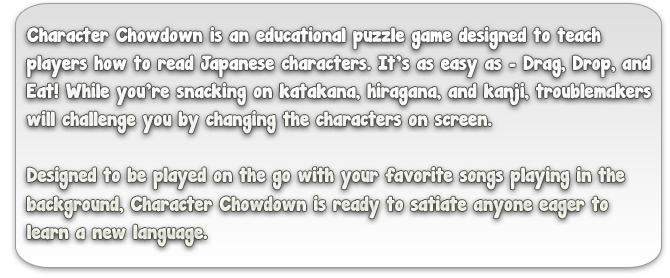 Character Chowdown is an educational puzzle game designed to teach
players how to read Japanese characters. It's as easy as - Drag, Drop, and
Eat! While you're snacking on katakana, hiragana, and kanji, troublemakers
will challenge you by changing the characters on screen.
Designed to be played on the go with your favorite songs playing in the
background, Character Chowdown is ready to satiate anyone eager to
learn a new language.